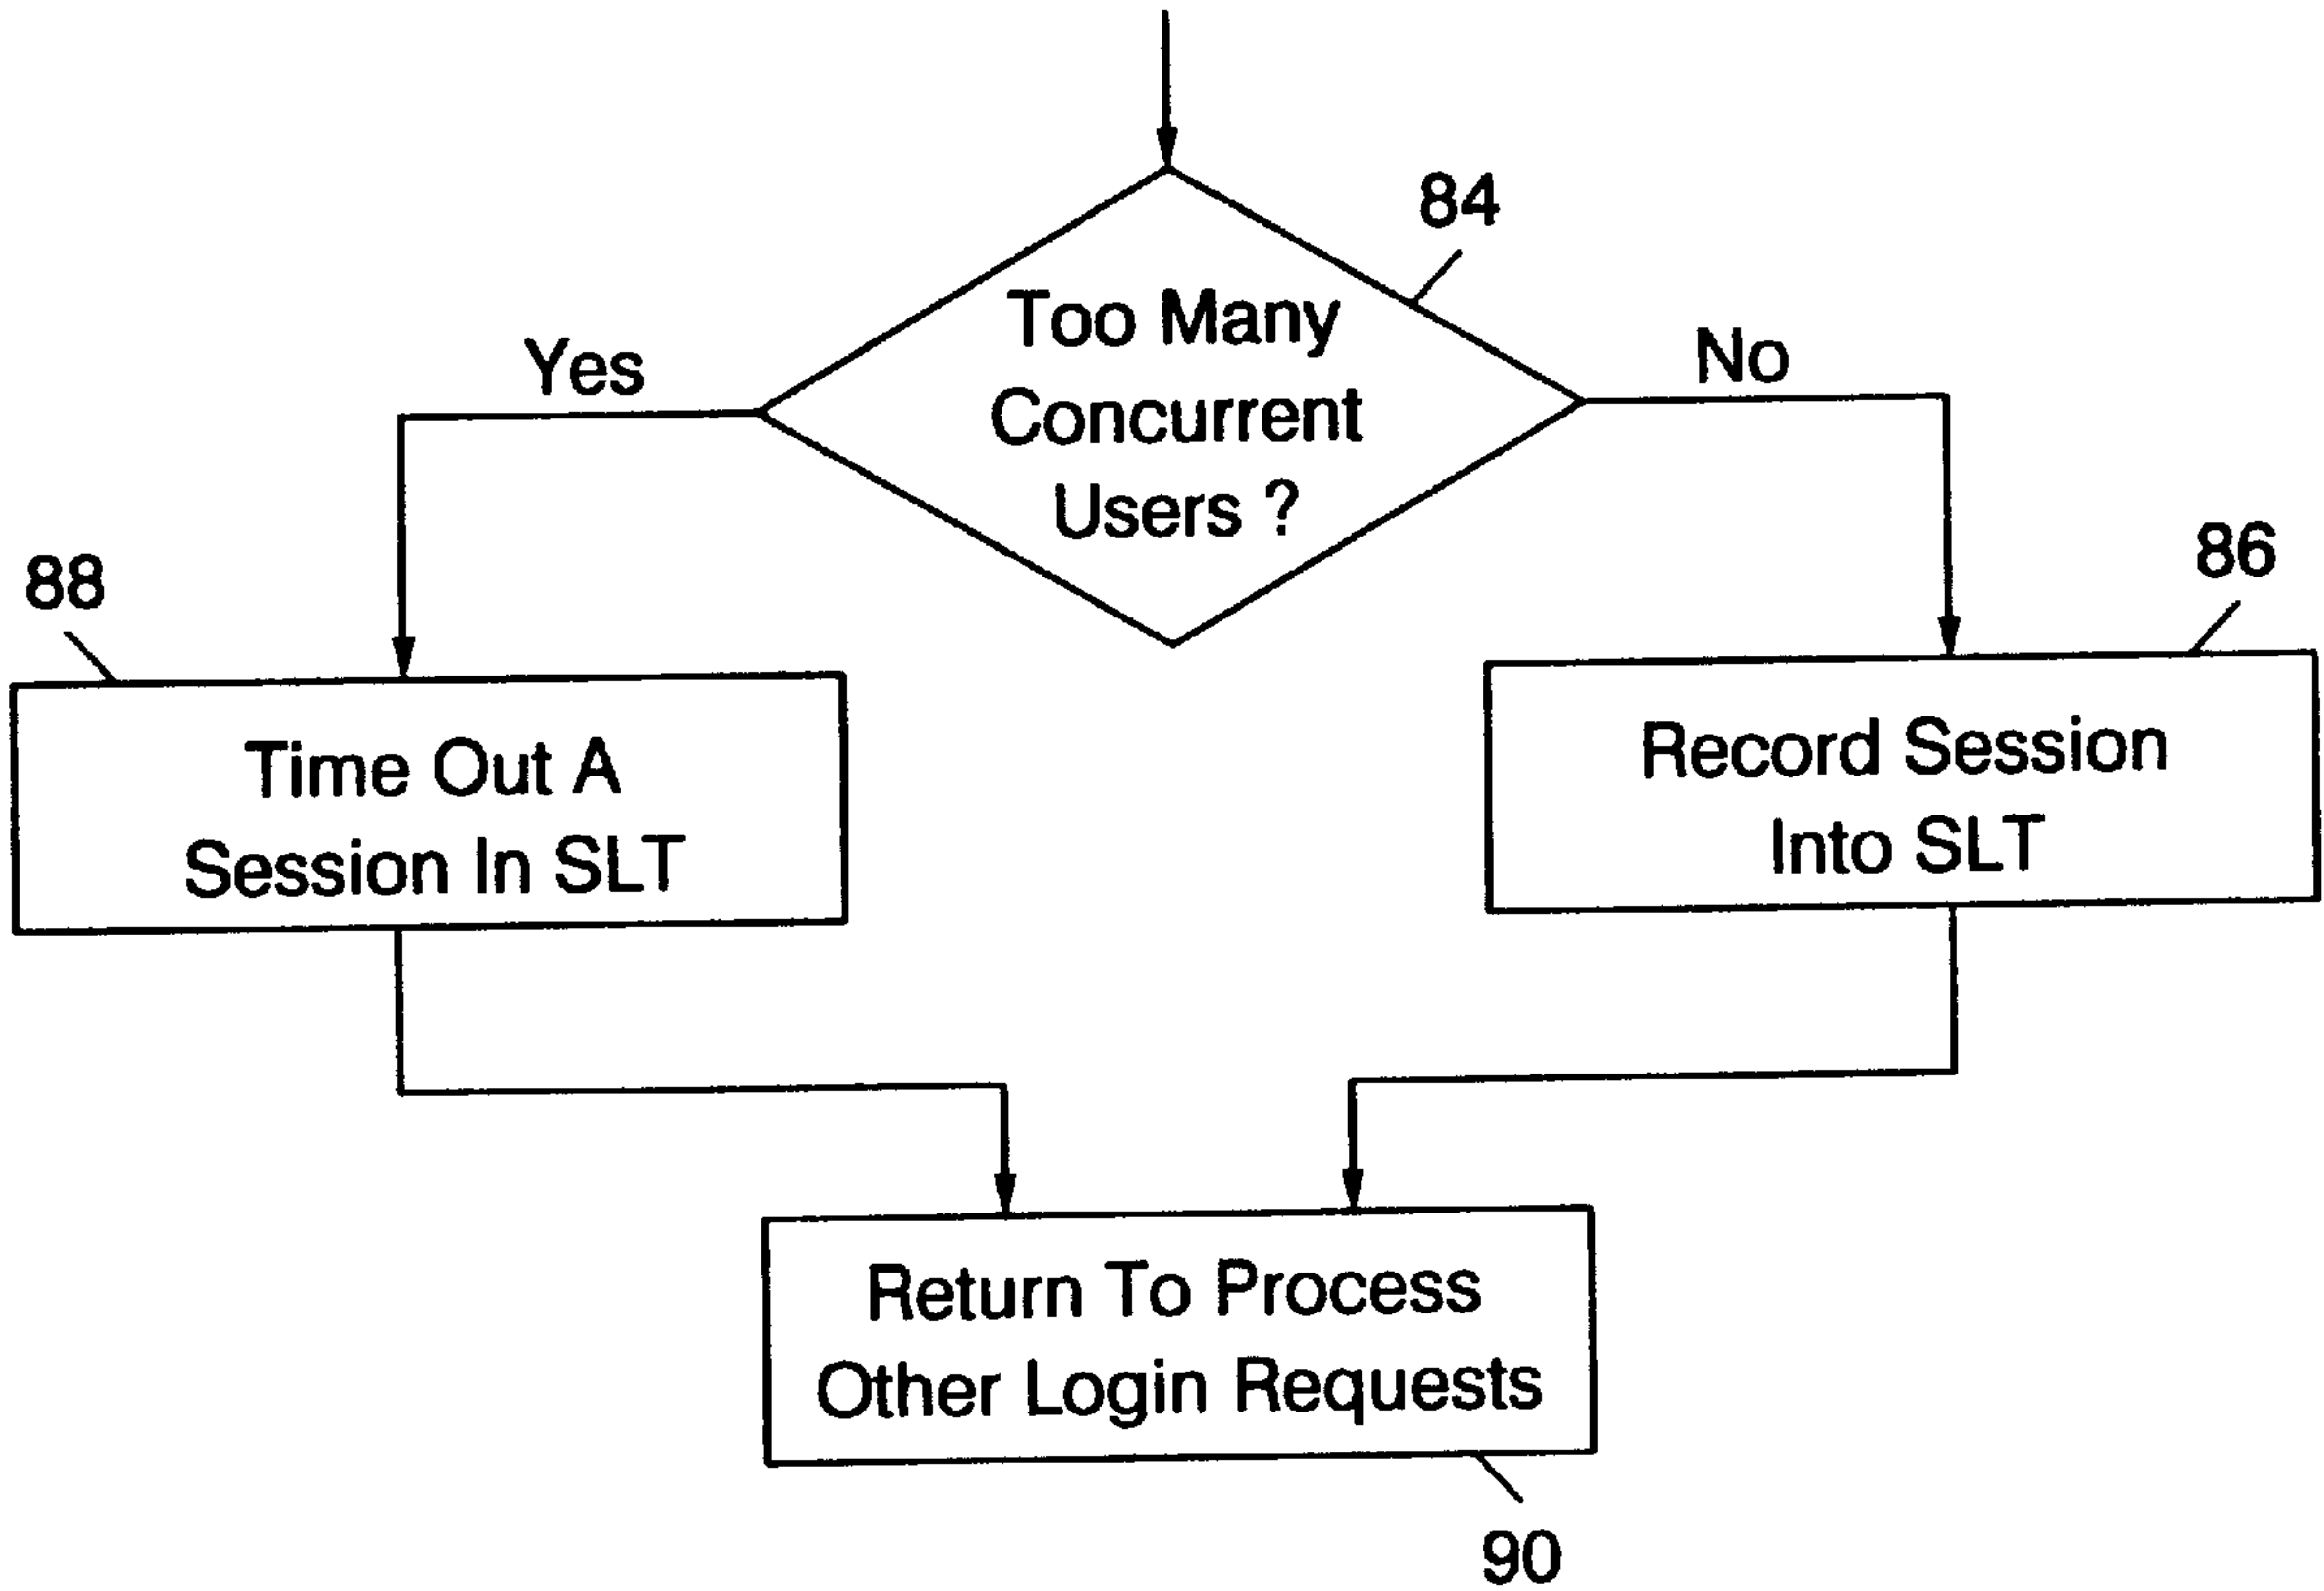 84
Too Many
Concurrent
Users ?
Yes
No
88
86
Time Out A
Session In SLT
Record Session
Into SLT
Return To Process
Other Login Requests
90